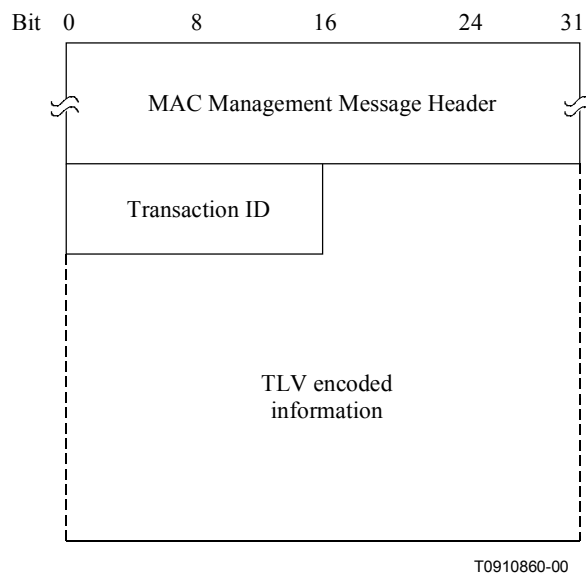 Bit 0 8 16 24 31
MAC Management Message Header
Transaction ID
TLV encoded
information
T0910860-00